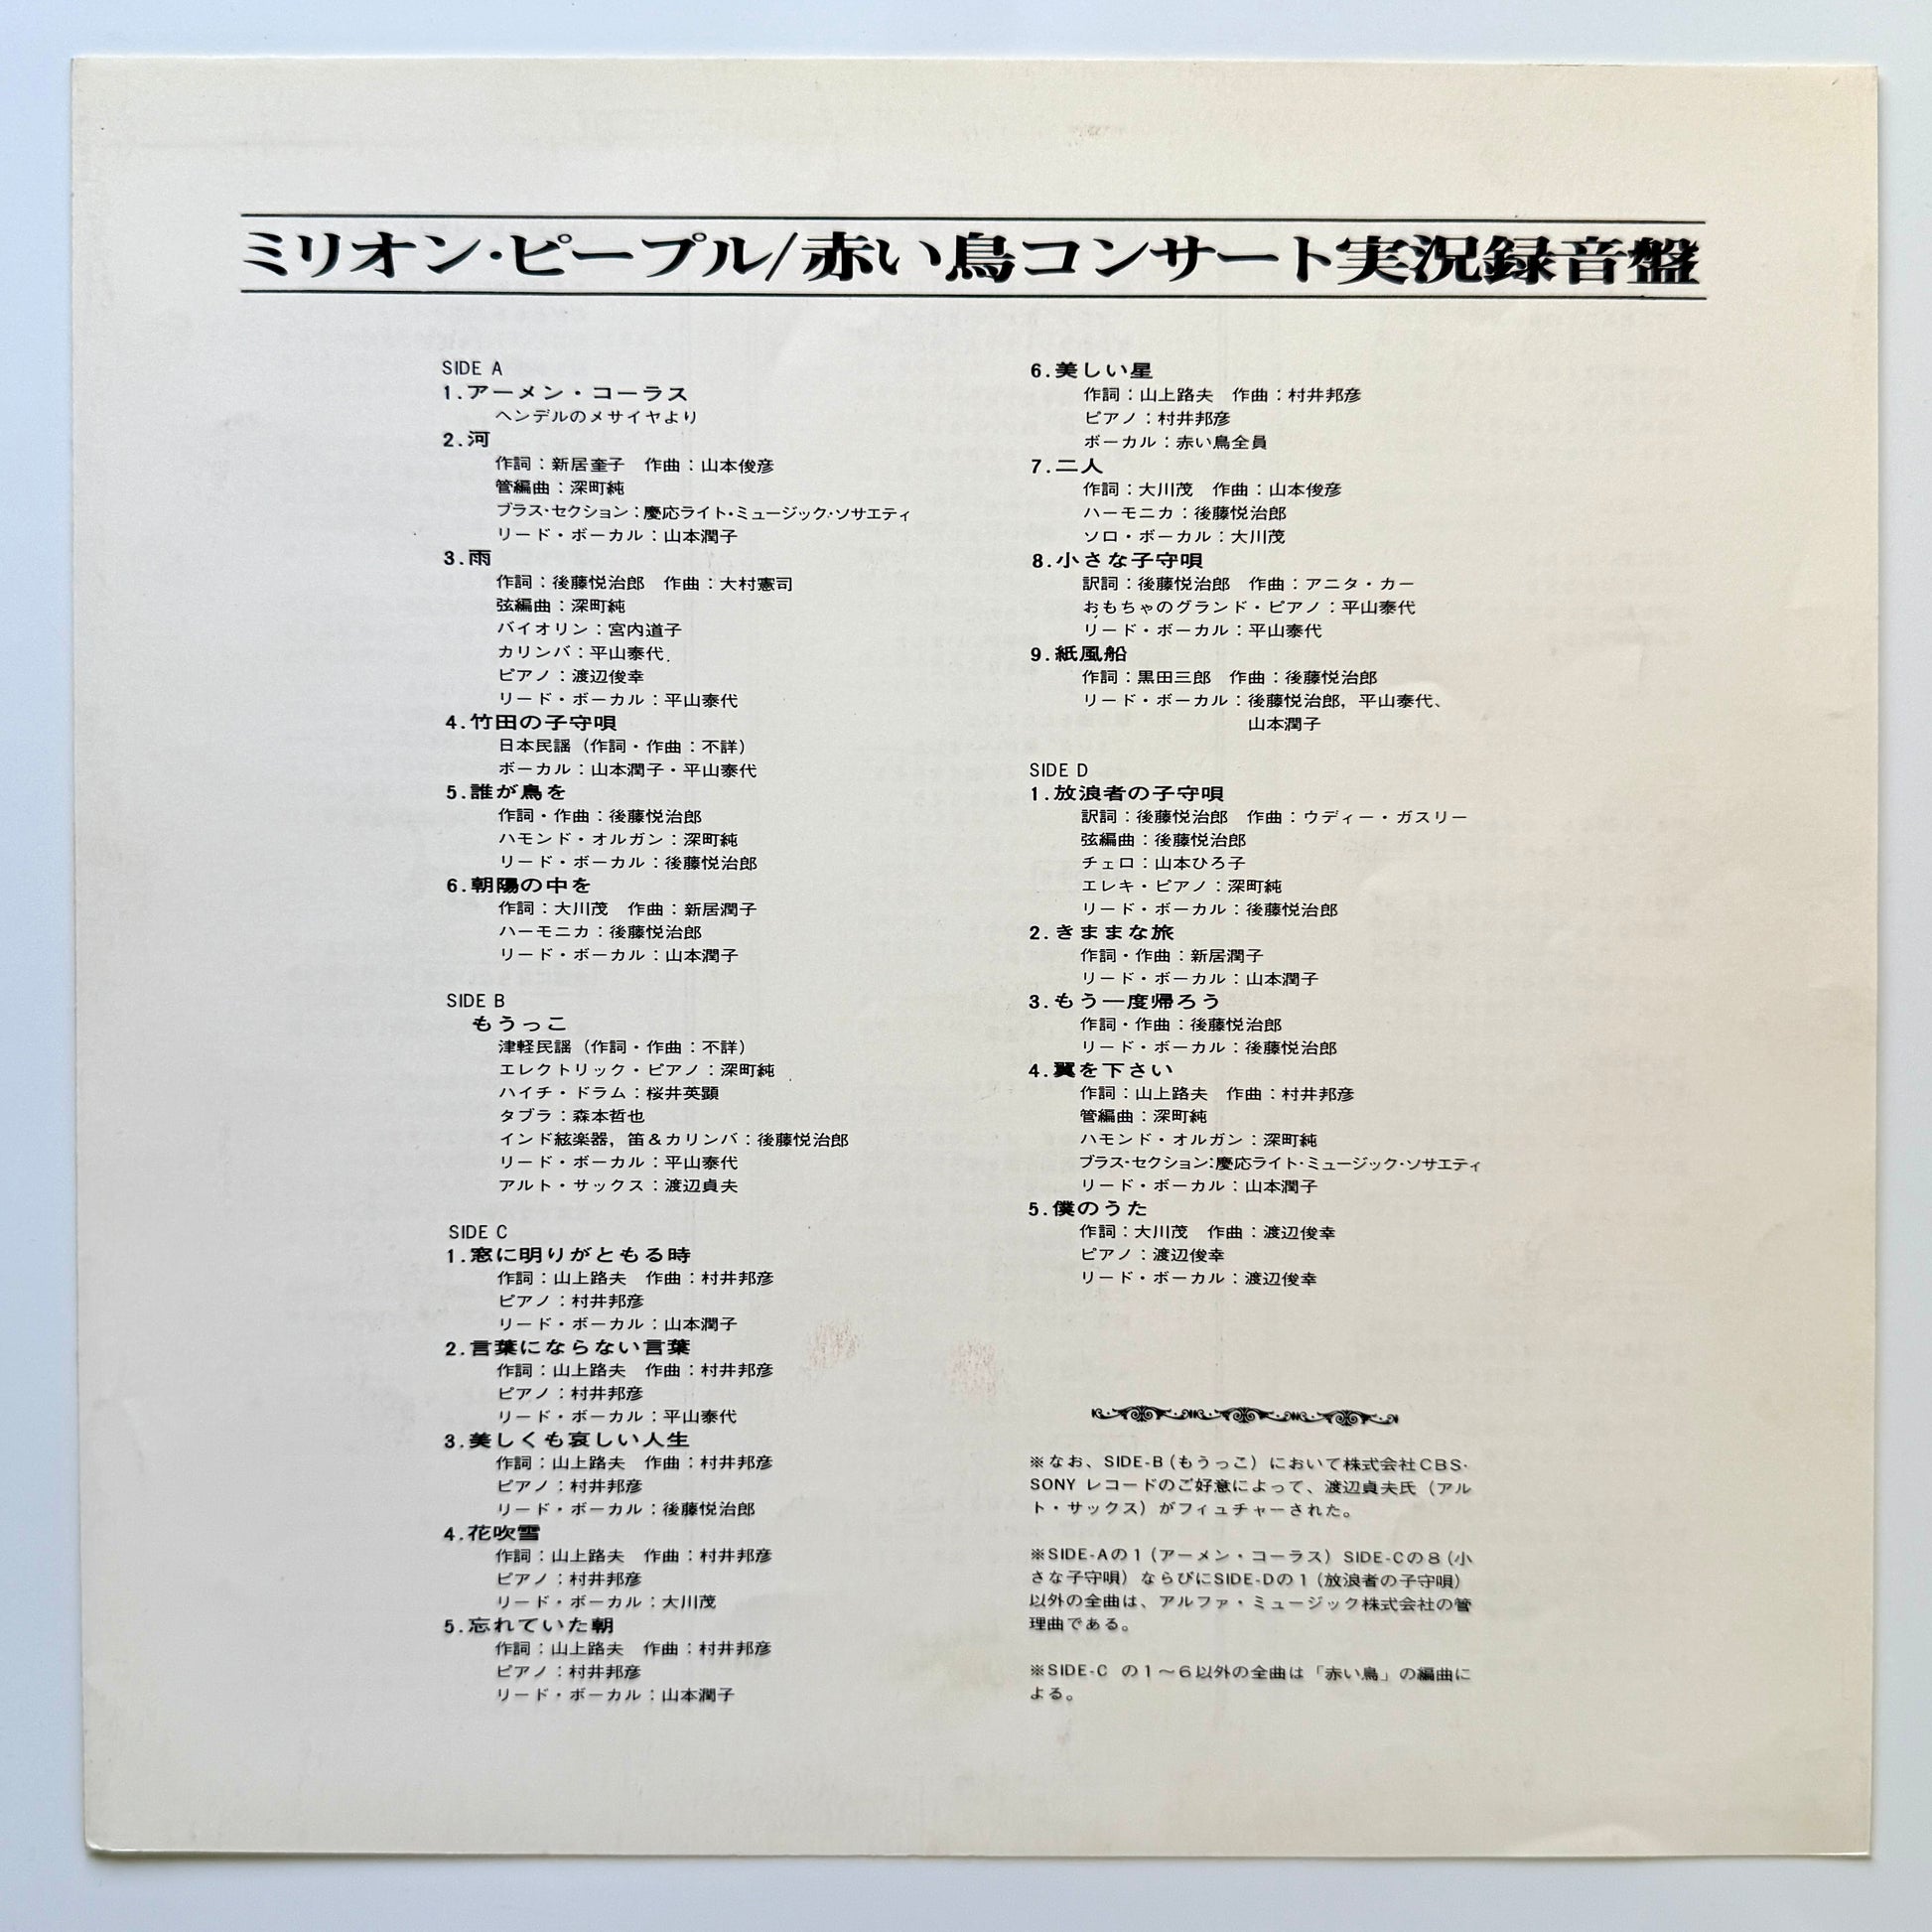 ミリオン・ピープル/赤い鳥コンサート実況録音盤
SIDE A
1.アーメン・コーラス
ヘンデルのメサイヤより
2.河
作詞：新居奎子　作曲：山本俊彦
管編曲：深町純
ブラス・セクション：慶応ライト・ミュージック・ソサエティ
リード・ボーカル：山本潤子
3.雨
作詞：後藤悦治郎　作曲：大村憲司
弦編曲：深町純
バイオリン：宮内道子
カリンバ：平山泰代
ピアノ：渡辺俊幸
リード・ボーカル：平山泰代
4.竹田の子守唄
日本民謡（作詞・作曲：不詳）
ボーカル：山本潤子・平山泰代
5.誰が鳥を
作詞・作曲：後藤悦治郎
ハモンド・オルガン：深町純
リード・ボーカル：後藤悦治郎
6.朝陽の中を
作詞：大川茂　作曲：新居潤子
ハーモニカ：後藤悦治郎
リード・ボーカル：山本潤子
SIDE B
もうっこ
津軽民謡（作詞・作曲：不詳）
エレクトリック・ピアノ：深町純
ハイチ・ドラム：桜井英顕
タブラ：森本哲也
インド絃楽器，笛＆カリンバ：後藤悦治郎
リード・ボーカル：平山泰代
アルト・サックス：渡辺貞夫
SIDE C
1.窓に明りがともる時
作詞：山上路夫　作曲：村井邦彦
ピアノ：村井邦彦
リード・ボーカル：山本潤子
2.言葉にならない言葉
作詞：山上路夫　作曲：村井邦彦
ピアノ：村井邦彦
リード・ボーカル：平山泰代
3.美しくも哀しい人生
作詞：山上路夫　作曲：村井邦彦
ピアノ：村井邦彦
リード・ボーカル：後藤悦治郎
4.花吹雪
作詞：山上路夫　作曲：村井邦彦
ピアノ：村井邦彦
リード・ボーカル：大川茂
5.忘れていた朝
作詞：山上路夫　作曲：村井邦彦
ピアノ：村井邦彦
リード・ボーカル：山本潤子
6.美しい星
作詞：山上路夫　作曲：村井邦彦
ピアノ：村井邦彦
ボーカル：赤い鳥全員
7.二人
作詞：大川茂　作曲：山本俊彦
ハーモニカ：後藤悦治郎
ソロ・ボーカル：大川茂
8.小さな子守唄
訳詞：後藤悦治郎　作曲：アニタ・カー
おもちゃのグランド・ピアノ：平山泰代
リード・ボーカル：平山泰代
9.紙風船
作詞：黒田三郎　作曲：後藤悦治郎
リード・ボーカル：後藤悦治郎，平山泰代、
山本潤子
SIDE D
1.放浪者の子守唄
訳詞：後藤悦治郎　作曲：ウディー・ガスリー
弦編曲：後藤悦治郎
チェロ：山本ひろ子
エレキ・ピアノ：深町純
リード・ボーカル：後藤悦治郎
2.きままな旅
作詞・作曲：新居潤子
リード・ボーカル：山本潤子
3.もう一度帰ろう
作詞・作曲：後藤悦治郎
リード・ボーカル：後藤悦治郎
4.翼を下さい
作詞：山上路夫　作曲：村井邦彦
管編曲：深町純
ハモンド・オルガン：深町純
ブラス・セクション：慶応ライト・ミュージック・ソサエティ
リード・ボーカル：山本潤子
5.僕のうた
作詞：大川茂　作曲：渡辺俊幸
ピアノ：渡辺俊幸
リード・ボーカル：渡辺俊幸
※なお、SIDE-B（もうっこ）において株式会社CBS・
SONY レコードのご好意によって、渡辺貞夫氏（アル
ト・サックス）がフィュチャーされた。
※SIDE-Aの1（アーメン・コーラス）SIDE-Cの8（小
さな子守唄）ならびにSIDE-Dの1（放浪者の子守唄）
以外の全曲は、アルファ・ミュージック株式会社の管
理曲である。
※SIDE-C の1～6以外の全曲は「赤い鳥」の編曲に
よる。